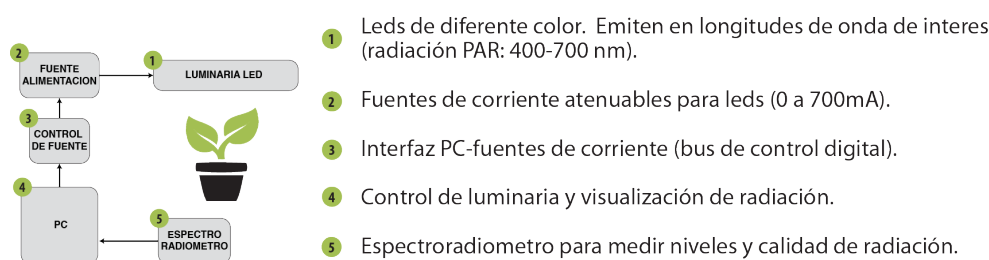 2
FUENTE
ALIMENTACION
1
LUMINARIA LED
3
CONTROL
DE FUENTE
4
PC
5
ESPECTRO
RADIOMETRO
1 Leds de diferente color. Emiten en longitudes de onda de interes
(radiación PAR: 400-700 nm).
2 Fuentes de corriente atenuables para leds (0 a 700mA).
3 Interfaz PC-fuentes de corriente (bus de control digital).
4 Control de luminaria y visualización de radiación.
5 Espectroradiometro para medir niveles y calidad de radiación.